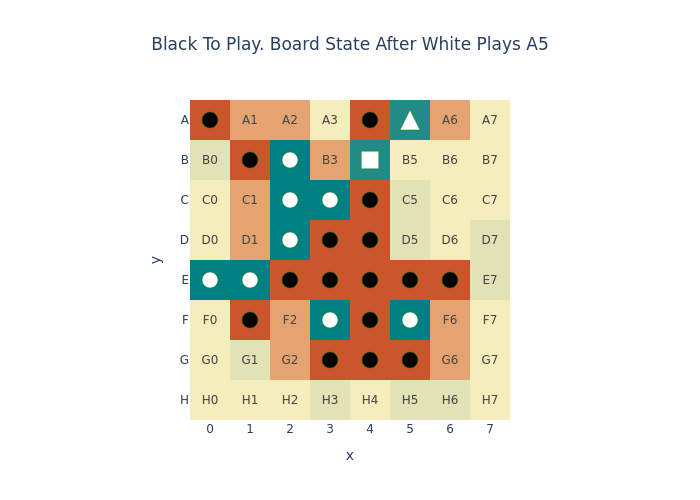 Black To Play. Board State After White Plays A5
A A1 A2 A3 A6 A7
B B0 B3 B5 B6 B7
C C0 C1 C5 C6 C7
D D0 D1 D5 D6 D7
E E7
F F0 F2 F6 F7
G G0 G1 G2 G6 G7
H H0 H1 H2 H3 H4 H5 H6 H7
0 1 2 3 4 5 6 7
x
y